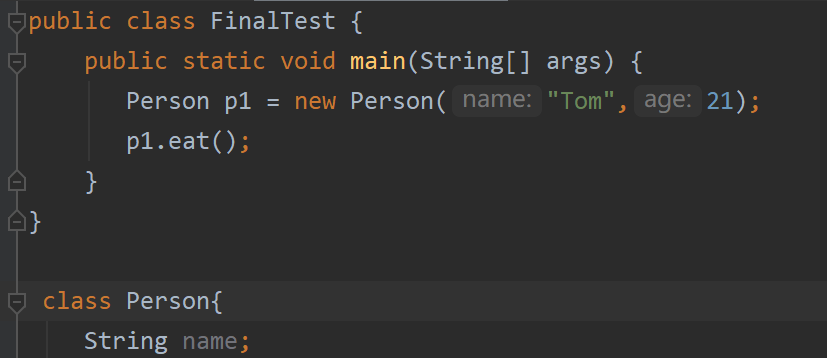 public class FinalTest {
public static void main(String[] args) {
Person p1 = new Person( name: "Tom", age: 21);
p1.eat();
}
}
class Person{
String name;